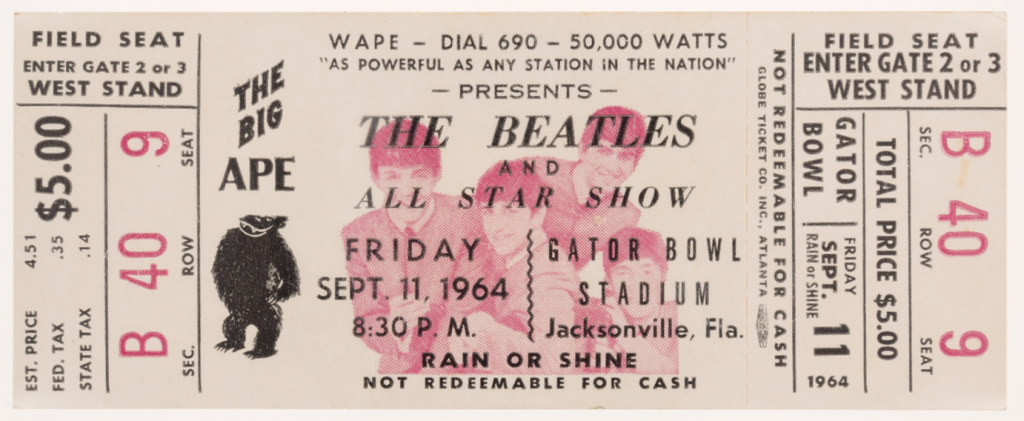 FIELD SEAT
ENTER GATE 2 or 3
WEST STAND
EST. PRICE 4.51
FED. TAX .35
STATE TAX .14
$5.00
SEC. ROW SEAT
B 40 9
THE
BIG
APE
WAPE – DIAL 690 – 50,000 WATTS
"AS POWERFUL AS ANY STATION IN THE NATION"
– PRESENTS –
THE BEATLES
AND
ALL STAR SHOW
FRIDAY
SEPT. 11, 1964
8:30 P. M.
GATOR BOWL
STADIUM
Jacksonville, Fla.
RAIN OR SHINE
NOT REDEEMABLE FOR CASH
NOT REDEEMABLE FOR CASH
GLOBE TICKET CO. INC., ATLANTA
FIELD SEAT
ENTER GATE 2 or 3
WEST STAND
GATOR
BOWL
FRIDAY
SEPT. 11
RAIN or SHINE
1964
TOTAL PRICE $5.00
SEC. ROW SEAT
B 40 9